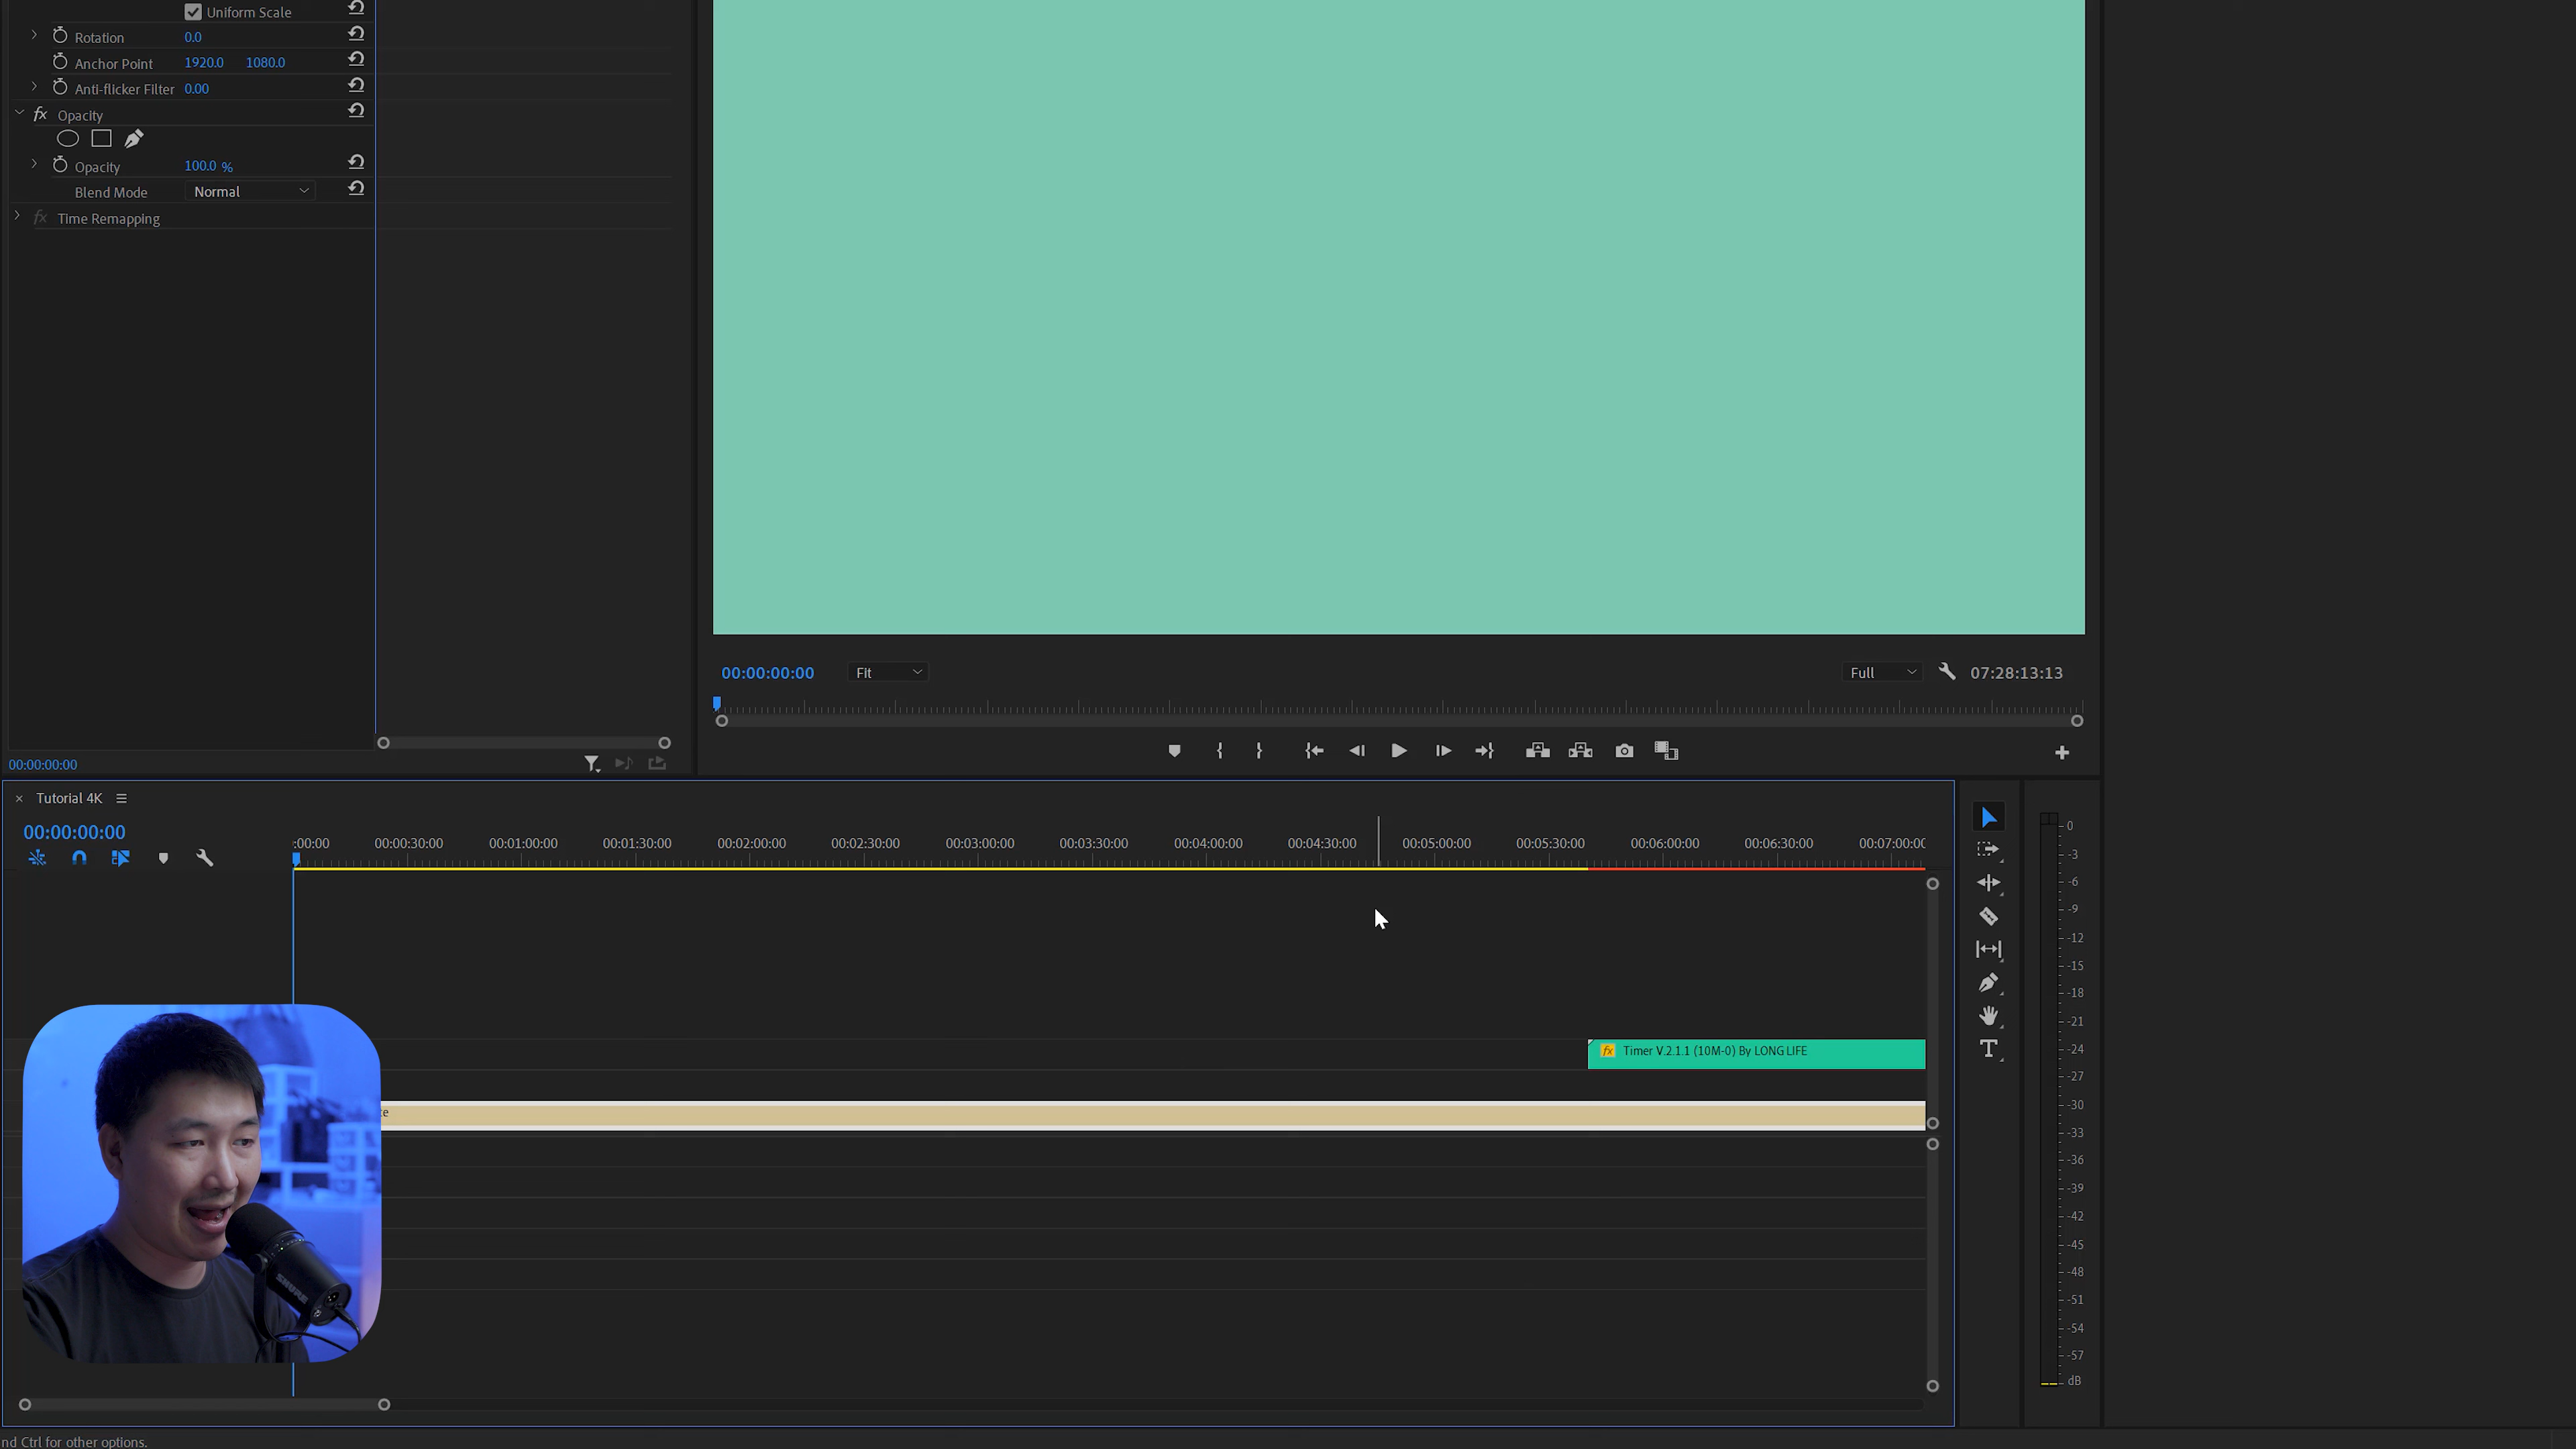 Uniform Scale
Rotation 0.0
Anchor Point 1920.0 1080.0
Anti-flicker Filter 0.00
fx Opacity
Opacity 100.0 %
Blend Mode Normal
fx Time Remapping
00:00:00:00 Fit Full 07:28:13:13
00:00:00:00
× Tutorial 4K
00:00:00:00
:00:00 00:00:30:00 00:01:00:00 00:01:30:00 00:02:00:00 00:02:30:00 00:03:00:00 00:03:30:00 00:04:00:00 00:04:30:00 00:05:00:00 00:05:30:00 00:06:00:00 00:06:30:00 00:07:00:00
fx Timer V.2.1.1 (10M-0) By LONG LIFE
te
SHURE
T
0
-3
-6
-9
-12
-15
-18
-21
-24
-27
-30
-33
-36
-39
-42
-45
-48
-51
-54
-57
dB
nd Ctrl for other options.